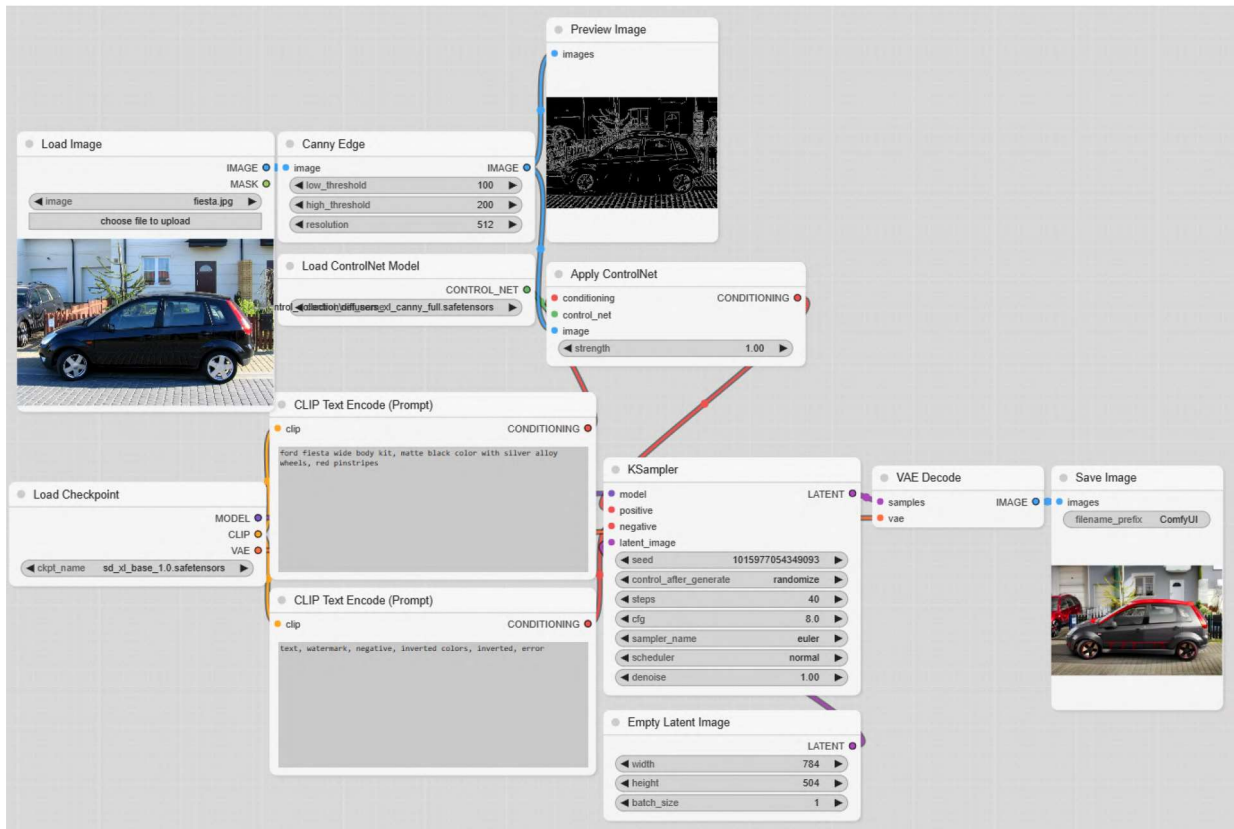 Preview Image
images
Load Image
IMAGE
MASK
image fiesta.jpg
choose file to upload
Canny Edge
image IMAGE
low_threshold 100
high_threshold 200
resolution 512
Load ControlNet Model
CONTROL_NET
xl_canny_full.safetensors
Apply ControlNet
conditioning CONDITIONING
control_net
image
strength 1.00
CLIP Text Encode (Prompt)
clip CONDITIONING
ford fiesta wide body kit, matte black color with silver alloy
wheels, red pinstripes
Load Checkpoint
MODEL
CLIP
VAE
ckpt_name sd_xl_base_1.0.safetensors
CLIP Text Encode (Prompt)
clip CONDITIONING
text, watermark, negative, inverted colors, inverted, error
KSampler
model LATENT
positive
negative
latent_image
seed 1015977054349093
control_after_generate randomize
steps 40
cfg 8.0
sampler_name euler
scheduler normal
denoise 1.00
Empty Latent Image
LATENT
width 784
height 504
batch_size 1
VAE Decode
samples IMAGE
vae
Save Image
images
filename_prefix ComfyUI